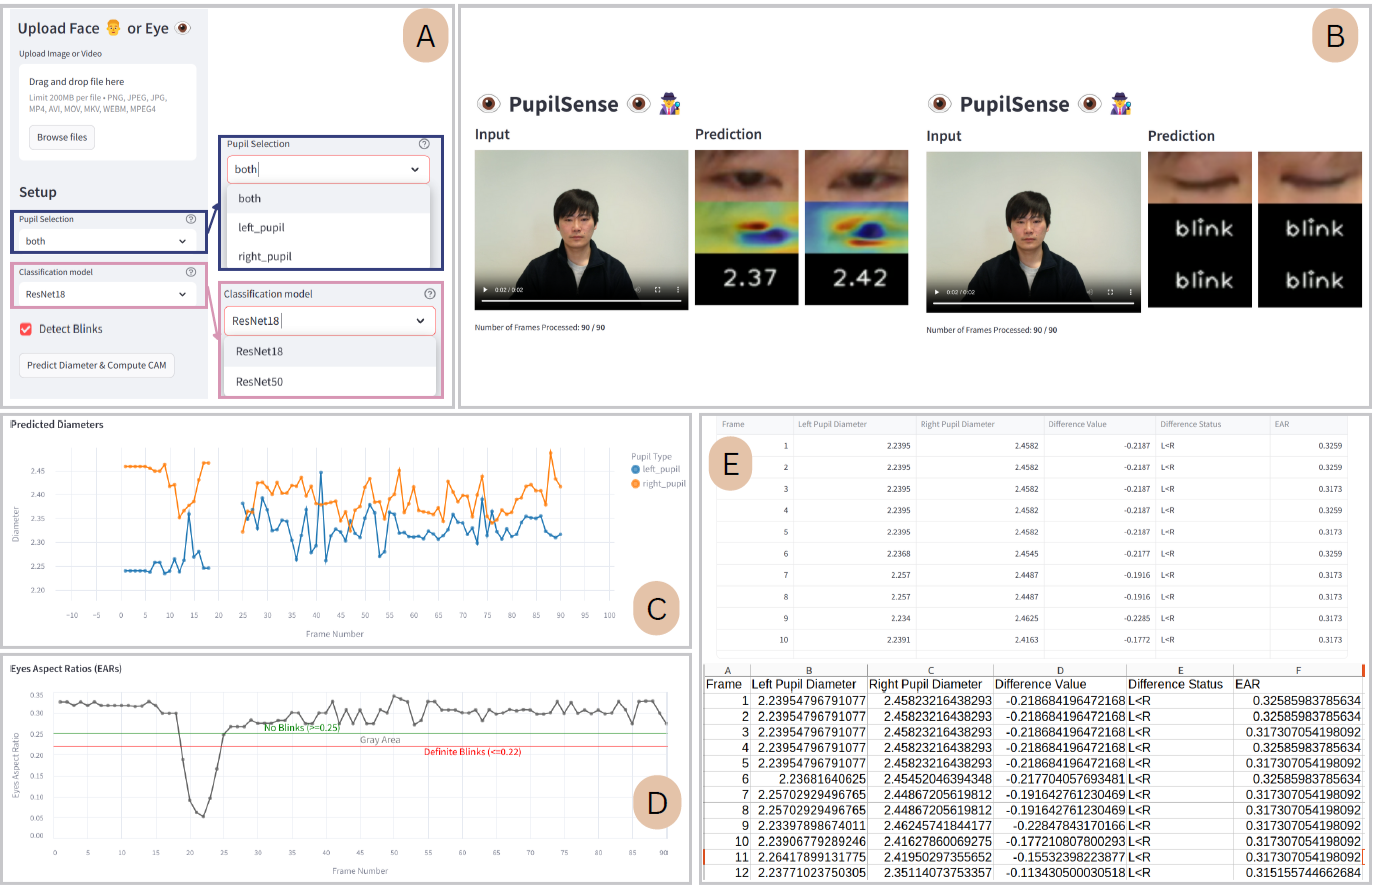 A
Upload Face 👨 or Eye 👁
Upload Image or Video
Drag and drop file here
Limit 200MB per file • PNG, JPEG, JPG,
MP4, AVI, MOV, MKV, WEBM, MPEG4
Browse files
Setup
Pupil Selection
both
Classification model
ResNet18
Detect Blinks
Predict Diameter & Compute CAM
Pupil Selection
both
both
left_pupil
right_pupil
Classification model
ResNet18
ResNet18
ResNet50
B
PupilSense
Input
Prediction
0:02 / 0:02
2.37
2.42
Number of Frames Processed: 90 / 90
PupilSense
Input
Prediction
0:02 / 0:02
blink
blink
blink
blink
Number of Frames Processed: 90 / 90
C
Predicted Diameters
Pupil Type
left_pupil
right_pupil
Diameter
2.45
2.40
2.35
2.30
2.25
2.20
−10 −5 0 5 10 15 20 25 30 35 40 45 50 55 60 65 70 75 80 85 90 95 100
Frame Number
D
Eyes Aspect Ratios (EARs)
Eyes Aspect Ratio
0.35
0.30
0.25
0.20
0.15
0.10
0.05
0.00
No Blinks (>=0.25)
Gray Area
Definite Blinks (<=0.22)
0 5 10 15 20 25 30 35 40 45 50 55 60 65 70 75 80 85 90
Frame Number
E
Frame Left Pupil Diameter Right Pupil Diameter Difference Value Difference Status EAR
1 2.2395 2.4582 -0.2187 L<R 0.3259
2 2.2395 2.4582 -0.2187 L<R 0.3259
3 2.2395 2.4582 -0.2187 L<R 0.3173
4 2.2395 2.4582 -0.2187 L<R 0.3259
5 2.2395 2.4582 -0.2187 L<R 0.3173
6 2.2368 2.4545 -0.2177 L<R 0.3259
7 2.257 2.4487 -0.1916 L<R 0.3173
8 2.257 2.4487 -0.1916 L<R 0.3173
9 2.234 2.4625 -0.2285 L<R 0.3173
10 2.2391 2.4163 -0.1772 L<R 0.3173
A B C D E F
Frame Left Pupil Diameter Right Pupil Diameter Difference Value Difference Status EAR
1 2.23954796791077 2.45823216438293 -0.218684196472168 L<R 0.32585983785634
2 2.23954796791077 2.45823216438293 -0.218684196472168 L<R 0.32585983785634
3 2.23954796791077 2.45823216438293 -0.218684196472168 L<R 0.317307054198092
4 2.23954796791077 2.45823216438293 -0.218684196472168 L<R 0.32585983785634
5 2.23954796791077 2.45823216438293 -0.218684196472168 L<R 0.317307054198092
6 2.23681640625 2.45452046394348 -0.217704057693481 L<R 0.32585983785634
7 2.25702929496765 2.44867205619812 -0.191642761230469 L<R 0.317307054198092
8 2.25702929496765 2.44867205619812 -0.191642761230469 L<R 0.317307054198092
9 2.23397898674011 2.46245741844177 -0.22847843170166 L<R 0.317307054198092
10 2.23906779289246 2.41627860069275 -0.177210807800293 L<R 0.317307054198092
11 2.26417899131775 2.41950297355652 -0.15532398223877 L<R 0.317307054198092
12 2.23771023750305 2.35114073753357 -0.113430500030518 L<R 0.315155744662684